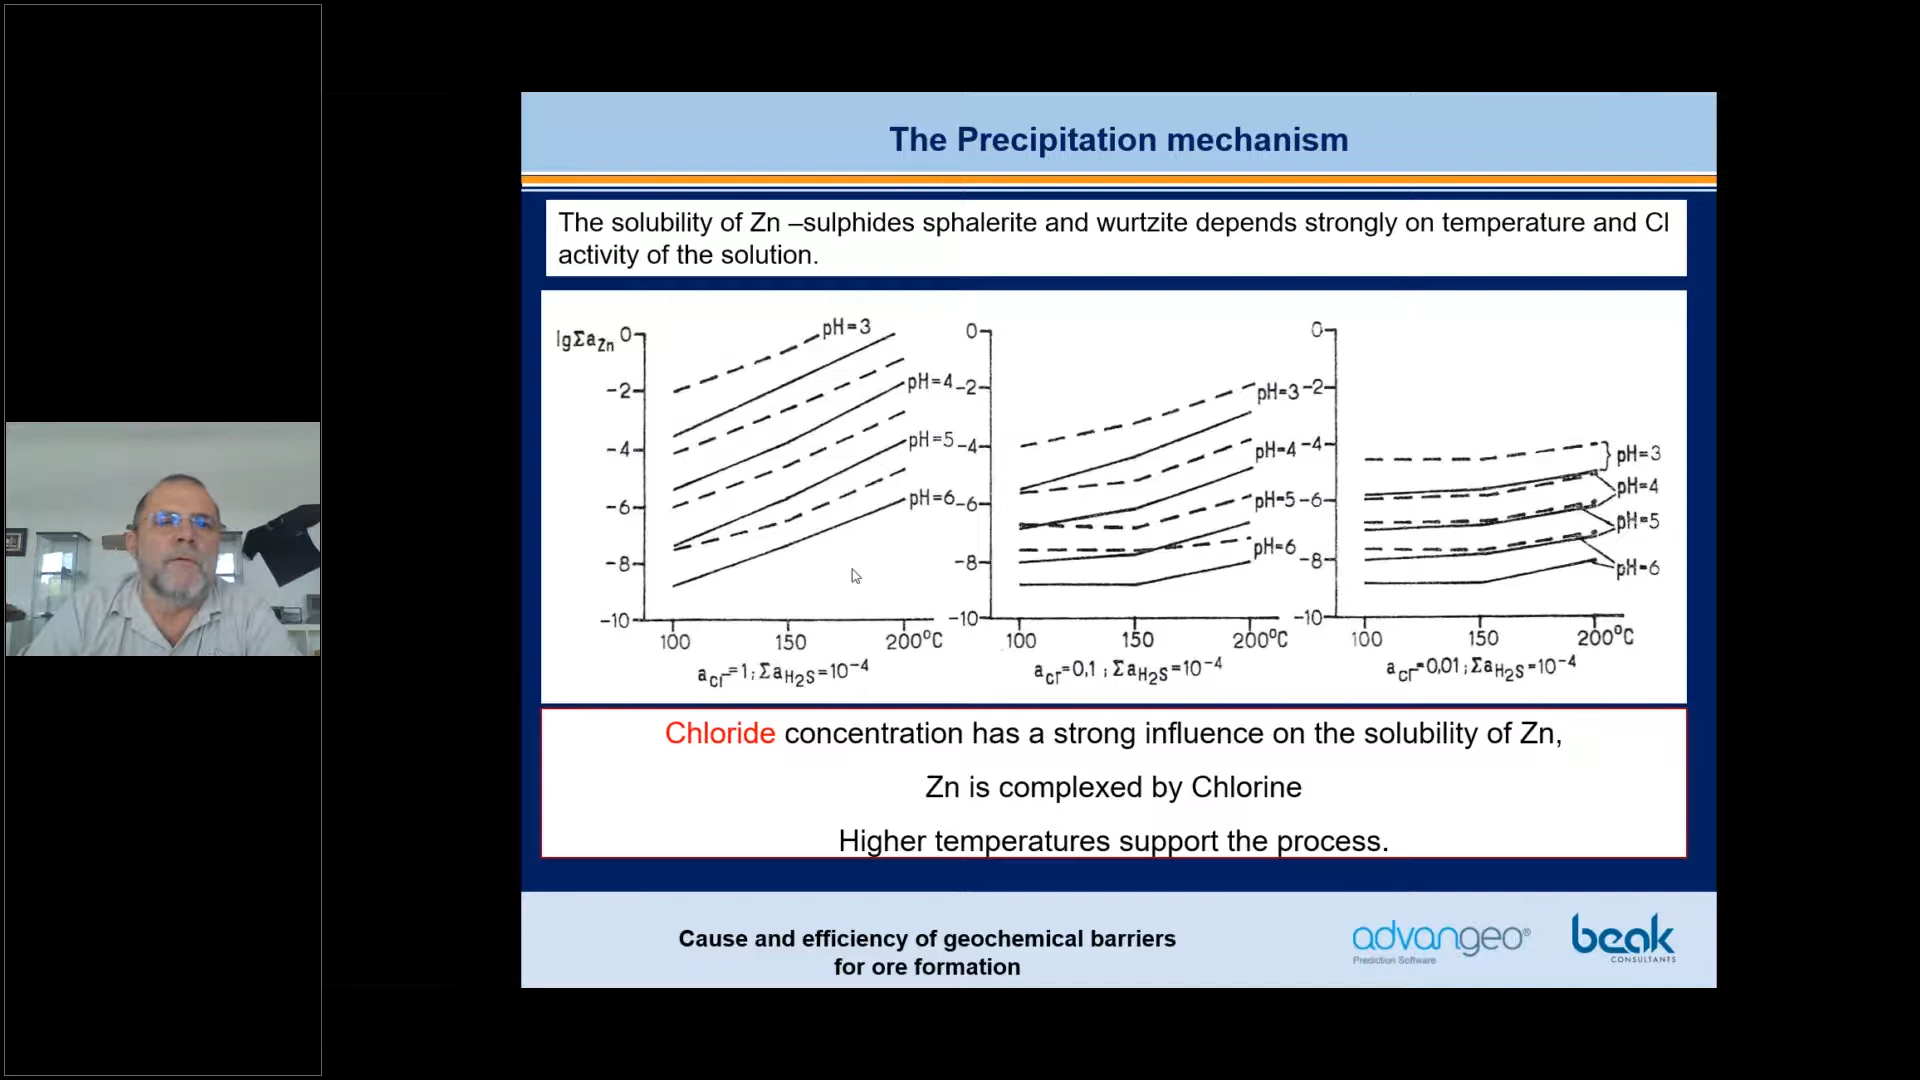 The Precipitation mechanism
The solubility of Zn –sulphides sphalerite and wurtzite depends strongly on temperature and Cl
activity of the solution.
lgΣa_Zn
0
-2
-4
-6
-8
-10
pH=3
pH=4
pH=5
pH=6
100 150 200°C
a_Cl⁻=1; Σa_H₂S=10⁻⁴
0
-2
-4
-6
-8
-10
pH=3
pH=4
pH=5
pH=6
100 150 200°C
a_Cl⁻=0,1; Σa_H₂S=10⁻⁴
0
-2
-4
-6
-8
-10
pH=3
pH=4
pH=5
pH=6
100 150 200°C
a_Cl⁻=0,01; Σa_H₂S=10⁻⁴
Chloride concentration has a strong influence on the solubility of Zn,
Zn is complexed by Chlorine
Higher temperatures support the process.
Cause and efficiency of geochemical barriers
for ore formation
advangeo®
Prediction Software
beak
CONSULTANTS